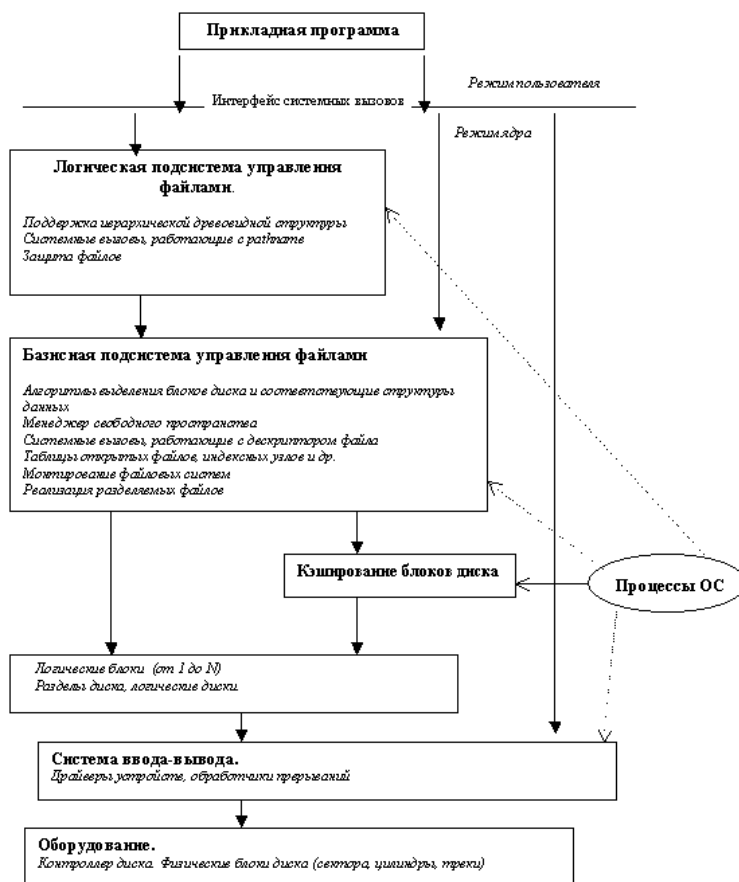 Прикладная программа
Режим пользователя
Интерфейс системных вызовов
Режим ядра
Логическая подсистема управления
файлами.
Поддержка иерархической древовидной структуры
Системные вызовы, работающие с pathname
Защита файлов
Базисная подсистема управления файлами
Алгоритмы выделения блоков диска и соответствующие структуры
данных
Менеджер свободного пространства
Системные вызовы, работающие с дескриптором файла
Таблицы открытых файлов, индексных узлов и др.
Монтирование файловых систем
Реализация разделяемых файлов
Кэширование блоков диска
Процессы ОС
Логические блоки (от 1 до N)
Разделы диска, логические диски
Система ввода-вывода.
Драйверы устройств, обработчики прерываний
Оборудование.
Контроллер диска. Физические блоки диска (сектора, цилиндры, треки)